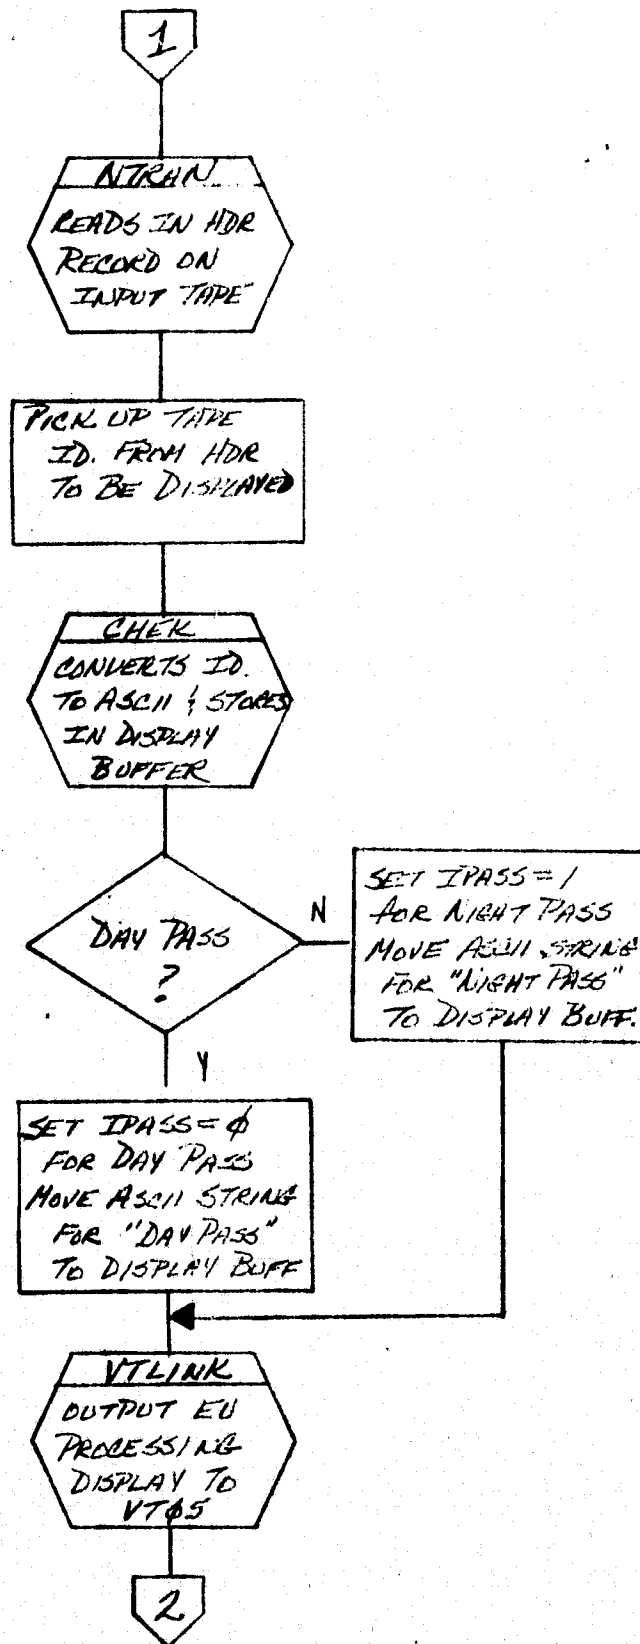 1
NTRAN
READS IN HDR
RECORD ON
INPUT TAPE
PICK UP TAPE
ID. FROM HDR
TO BE DISPLAYED
CHEK
CONVERTS ID.
TO ASCII & STORES
IN DISPLAY
BUFFER
DAY PASS
?
N
SET IPASS = 1
FOR NIGHT PASS
MOVE ASCII STRING
FOR "NIGHT PASS"
TO DISPLAY BUFF.
Y
SET IPASS = φ
FOR DAY PASS
MOVE ASCII STRING
FOR "DAY PASS"
TO DISPLAY BUFF
VTLINK
OUTPUT EU
PROCESSING
DISPLAY TO
VTφ5
2